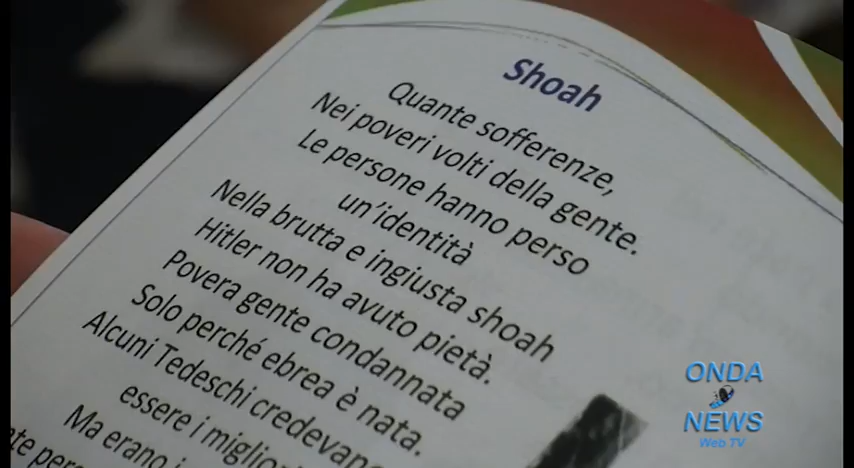 Shoah
Quante sofferenze,
Nei poveri volti della gente.
Le persone hanno perso
un'identità
Nella brutta e ingiusta shoah
Hitler non ha avuto pietà.
Povera gente condannata
Solo perché ebrea è nata.
Alcuni Tedeschi
essere i
Ma erano
ONDA
NEWS
Web TV